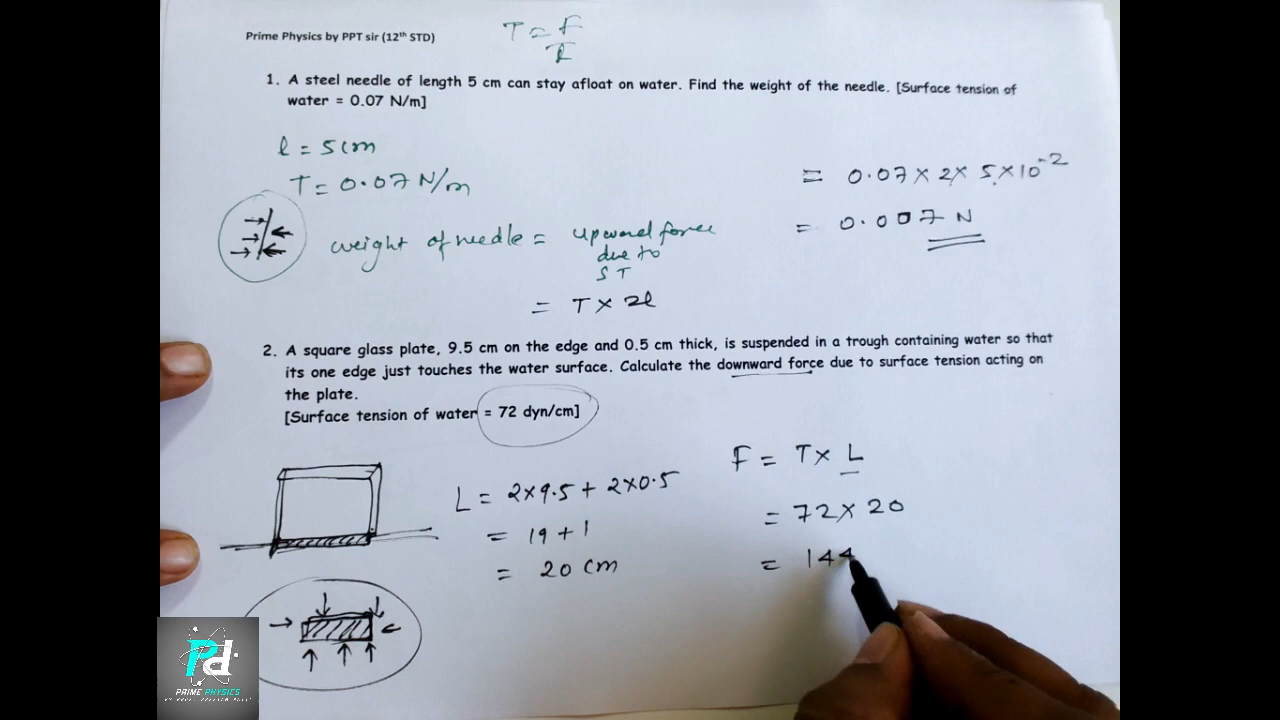 Prime Physics by PPT sir (12th STD)
T = F
l
1. A steel needle of length 5 cm can stay afloat on water. Find the weight of the needle. [Surface tension of
water = 0.07 N/m]
l = 5 cm
T = 0.07 N/m
weight of needle = upward force
due to
S T
= T × 2l
= 0.07 × 2 × 5 × 10⁻²
= 0.007 N
2. A square glass plate, 9.5 cm on the edge and 0.5 cm thick, is suspended in a trough containing water so that
its one edge just touches the water surface. Calculate the downward force due to surface tension acting on
the plate.
[Surface tension of water = 72 dyn/cm]
L = 2×9.5 + 2×0.5
= 19 + 1
= 20 cm
F = T × L
= 72 × 20
= 144
Pd
PRIME PHYSICS